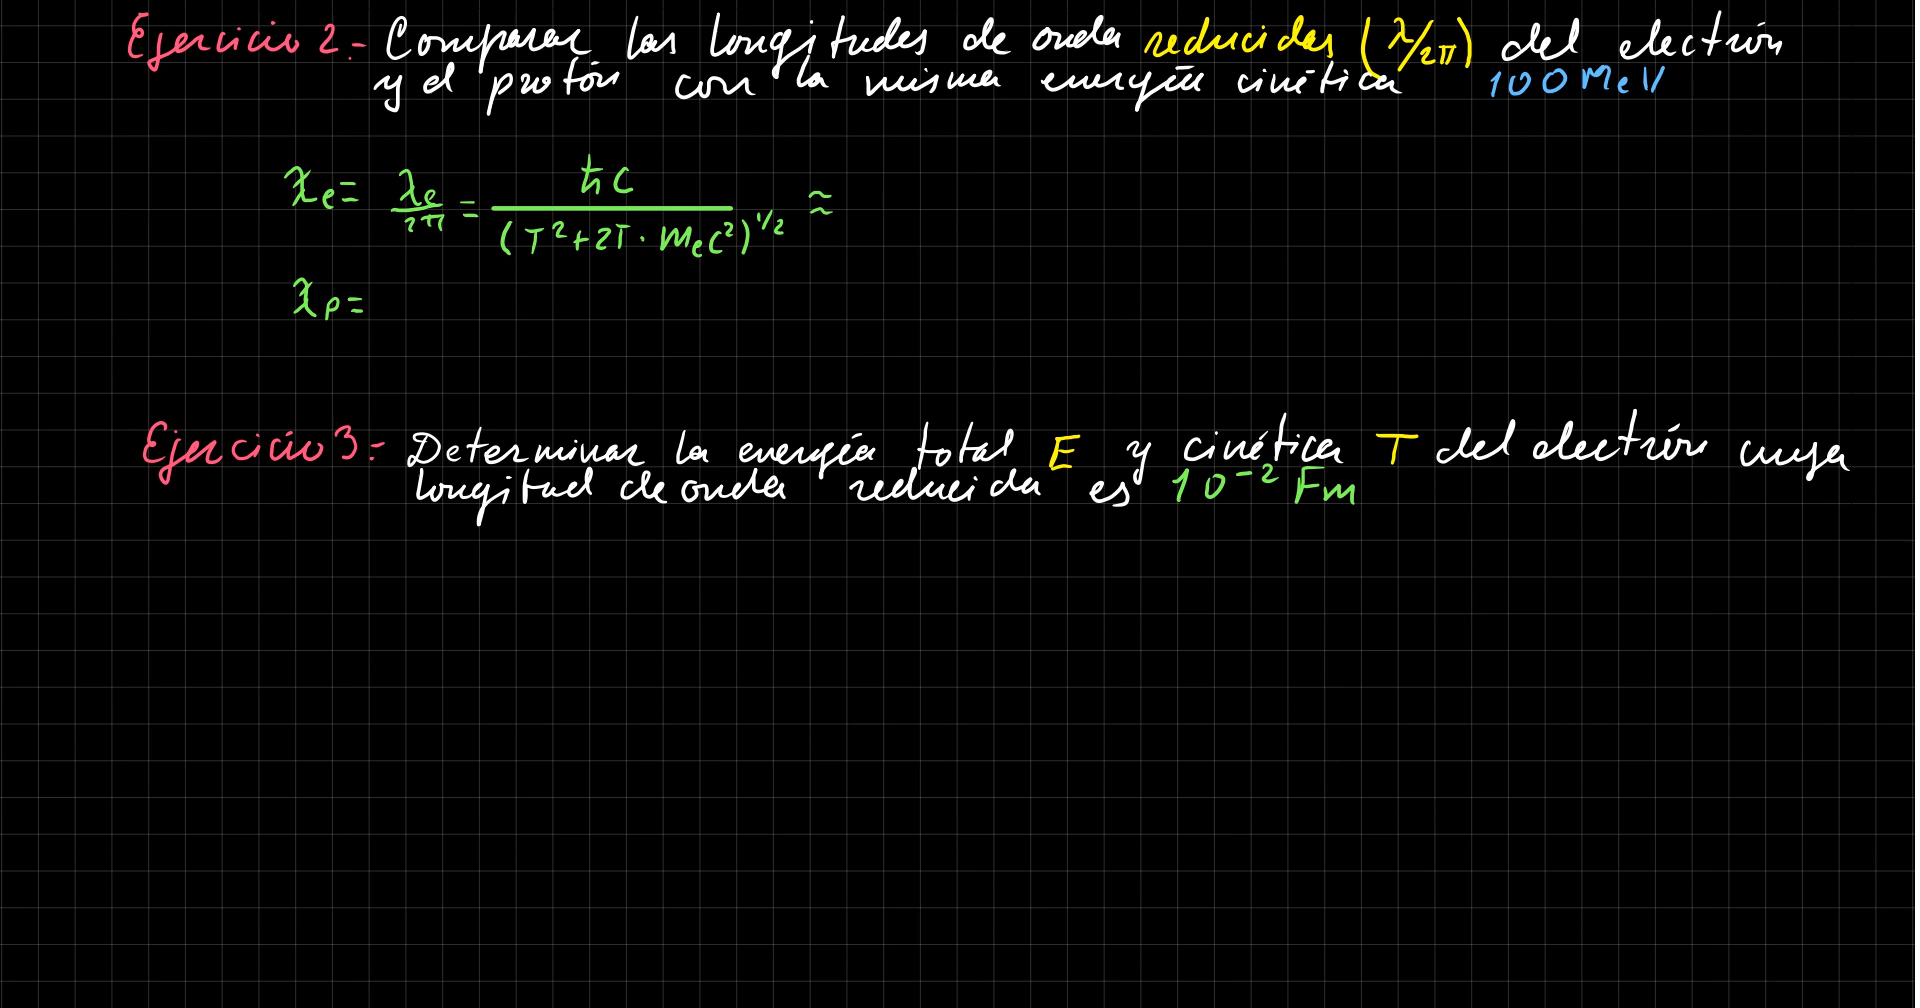 Ejercicio 2.- Comparar las longitudes de onda reducidas (λ/2π) del electrón
y el protón con la misma energía cinética 100 MeV
ƛe = λe/2π = ħc/(T²+2T·mec²)^1/2 ≈
ƛp =
Ejercicio 3.- Determinar la energía total E y cinética T del electrón cuya
longitud de onda reducida es 10⁻² Fm